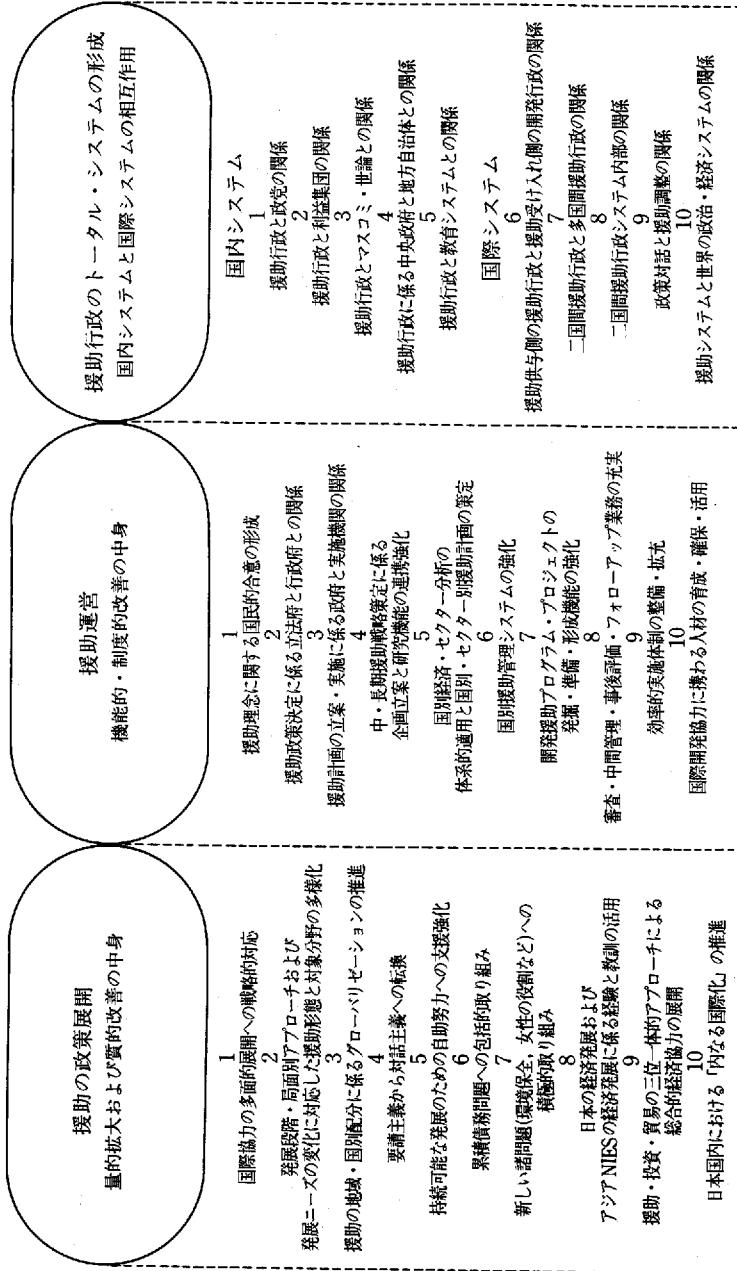 援助の政策展開
量的拡大および質的改善の中身
1
国際協力の多面的展開への戦略的対応
2
発展段階・局面別アプローチおよび
発展ニーズの変化に対応した援助形態と対象分野の多様化
3
援助の地域・国別配分に係るグローバリゼーションの推進
4
要請主義から対話主義への転換
5
持続可能な発展のための自助努力への支援強化
6
累積債務問題への包括的取り組み
7
新しい諸問題(環境保全，女性の役割など)への
積極的取り組み
8
日本の経済発展および
アジアNIESの経済発展に係る経験と教訓の活用
9
援助・投資・貿易の三位一体的アプローチによる
総合的経済協力の展開
10
日本国内における「内なる国際化」の推進
援助運営
機能的・制度的改善の中身
1
援助理念に関する国民的合意の形成
2
援助政策決定に係る立法府と行政府との関係
3
援助計画の立案・実施に係る政府と実施機関の関係
4
中・長期援助戦略策定に係る
企画立案と研究機能の連携強化
5
国別経済・セクター分析の
体系的適用と国別・セクター別援助計画の策定
6
国別援助管理システムの強化
7
開発援助プログラム・プロジェクトの
発掘・準備・形成機能の強化
8
審査・中間管理・事後評価・フォローアップ業務の充実
9
効率的実施体制の整備・拡充
10
国際開発協力に携わる人材の育成・確保・活用
援助行政のトータル・システムの形成
国内システムと国際システムの相互作用
国内システム
1
援助行政と政党の関係
2
援助行政と利益集団の関係
3
援助行政とマスコミ・世論との関係
4
援助行政に係る中央政府と地方自治体との関係
5
援助行政と教育システムとの関係
国際システム
6
援助供与側の援助行政と援助受け入れ側の開発行政の関係
7
二国間援助行政と多国間援助行政の関係
8
二国間援助行政システム内部の関係
9
政策対話と援助調整の関係
10
援助システムと世界の政治・経済システムの関係